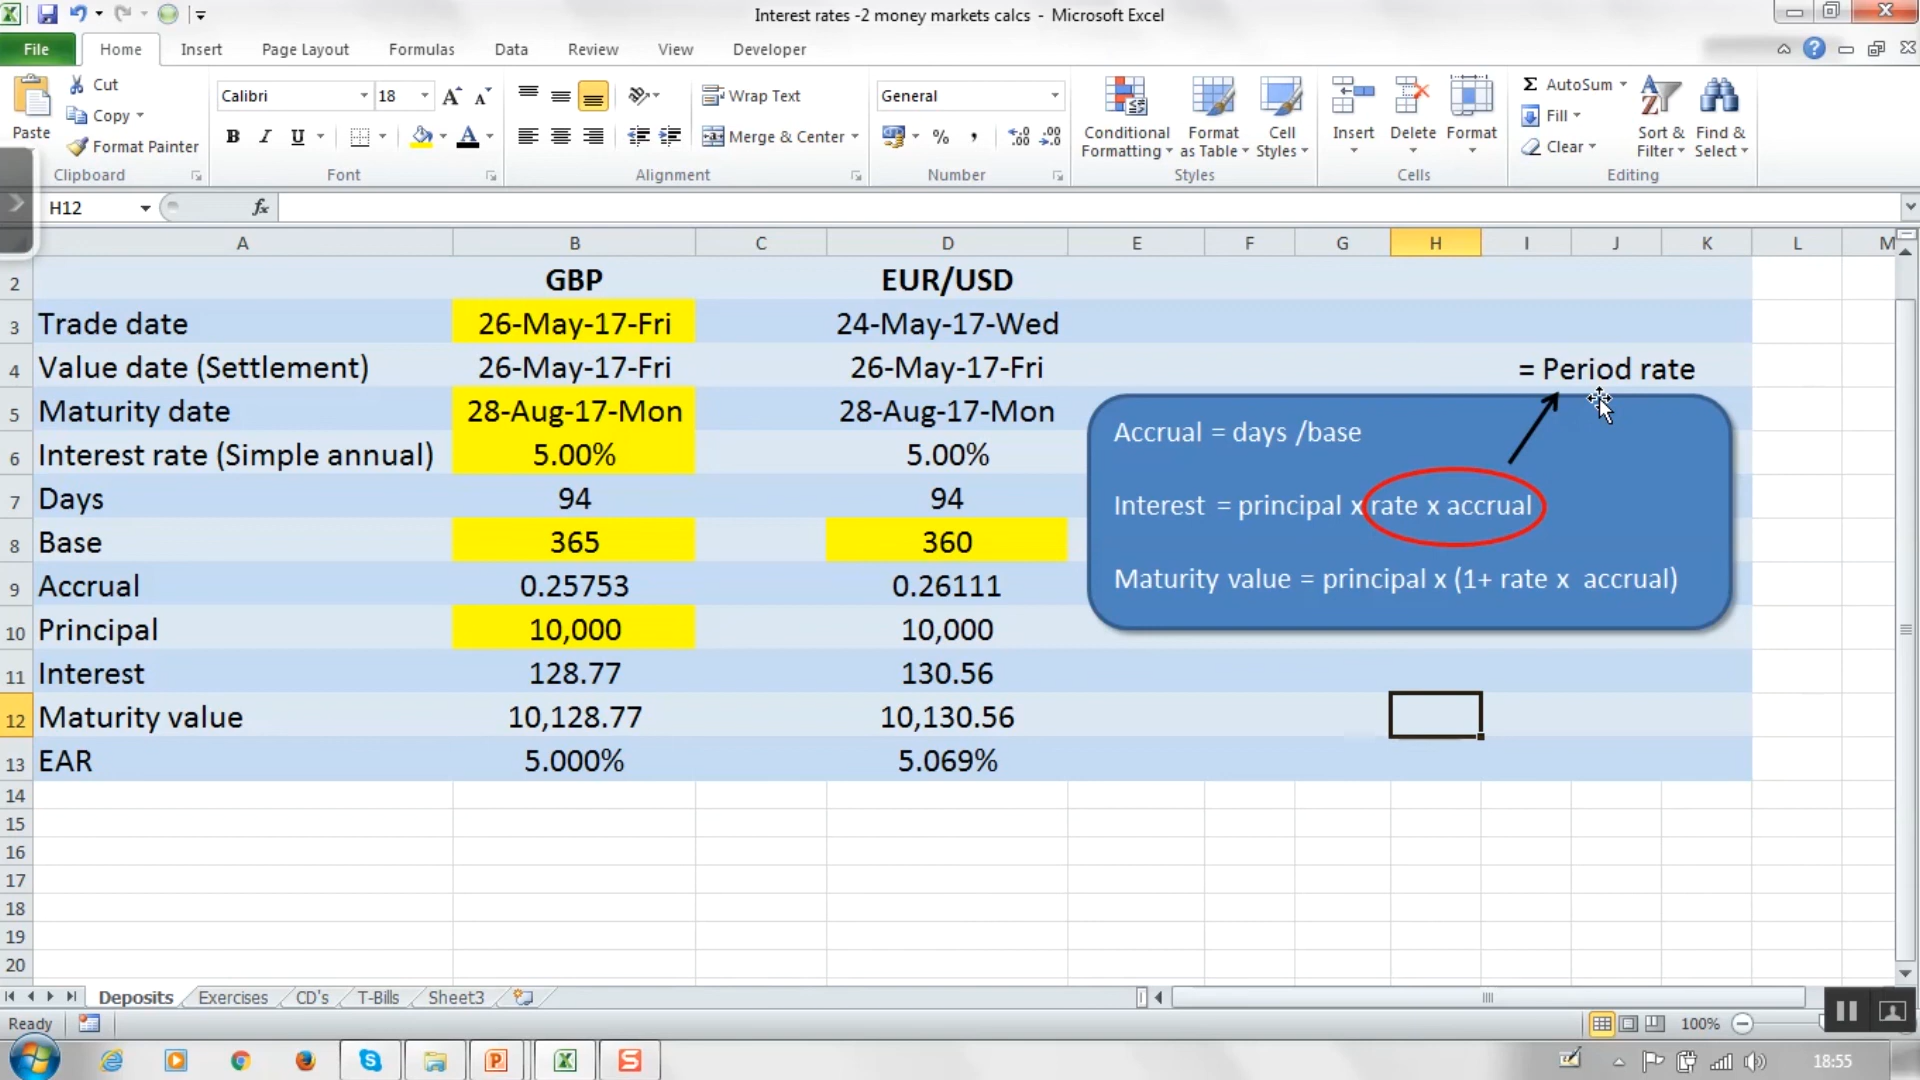 Interest rates -2 money markets calcs - Microsoft Excel
File Home Insert Page Layout Formulas Data Review View Developer
Paste Cut Copy Format Painter Clipboard
Calibri 18 B I U Font
Wrap Text Merge & Center Alignment
General % , Number
Conditional Formatting Format as Table Cell Styles Styles
Insert Delete Format Cells
Σ AutoSum Fill Clear Sort & Filter Find & Select Editing
H12 fx
A B C D E F G H I J K L M
2 GBP EUR/USD
3 Trade date 26-May-17-Fri 24-May-17-Wed
4 Value date (Settlement) 26-May-17-Fri 26-May-17-Fri = Period rate
5 Maturity date 28-Aug-17-Mon 28-Aug-17-Mon
Accrual = days /base
6 Interest rate (Simple annual) 5.00% 5.00%
7 Days 94 94
Interest = principal x rate x accrual
8 Base 365 360
9 Accrual 0.25753 0.26111
Maturity value = principal x (1+ rate x accrual)
10 Principal 10,000 10,000
11 Interest 128.77 130.56
12 Maturity value 10,128.77 10,130.56
13 EAR 5.000% 5.069%
14
15
16
17
18
19
20
Deposits Exercises CD's T-Bills Sheet3
Ready 100%
18:55